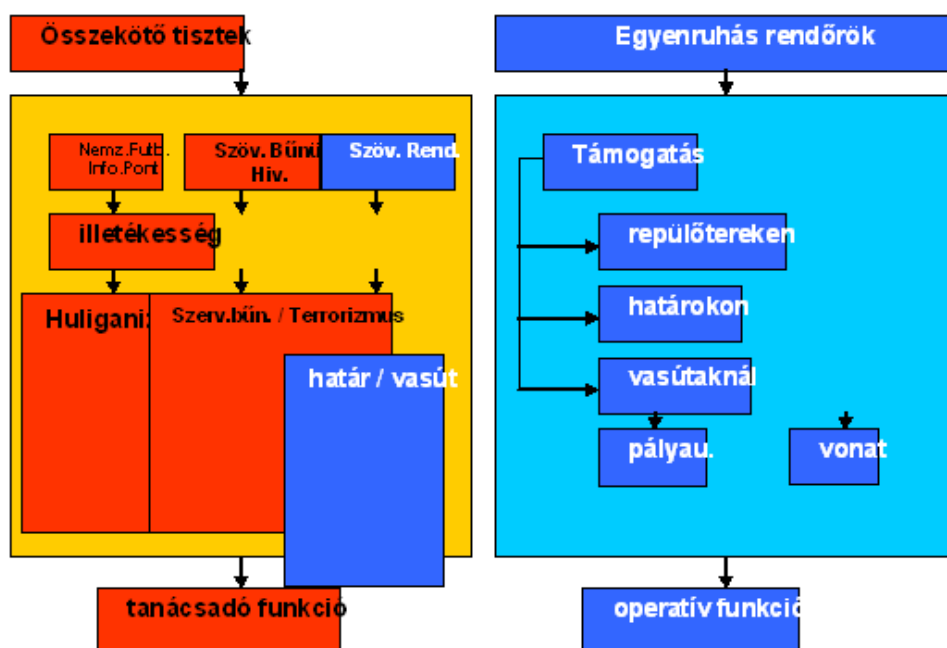 Összekötő tisztek
Egyenruhás rendőrök
Nemz.Futb.
Info.Pont
Szöv. Bűnü
Hiv.
Szöv. Rend.
Támogatás
illetékesség
repülőtereken
Huliganiz
Szerv.bűn. / Terrorizmus
határokon
határ / vasút
vasútaknál
pályau.
vonat
tanácsadó funkció
operatív funkció